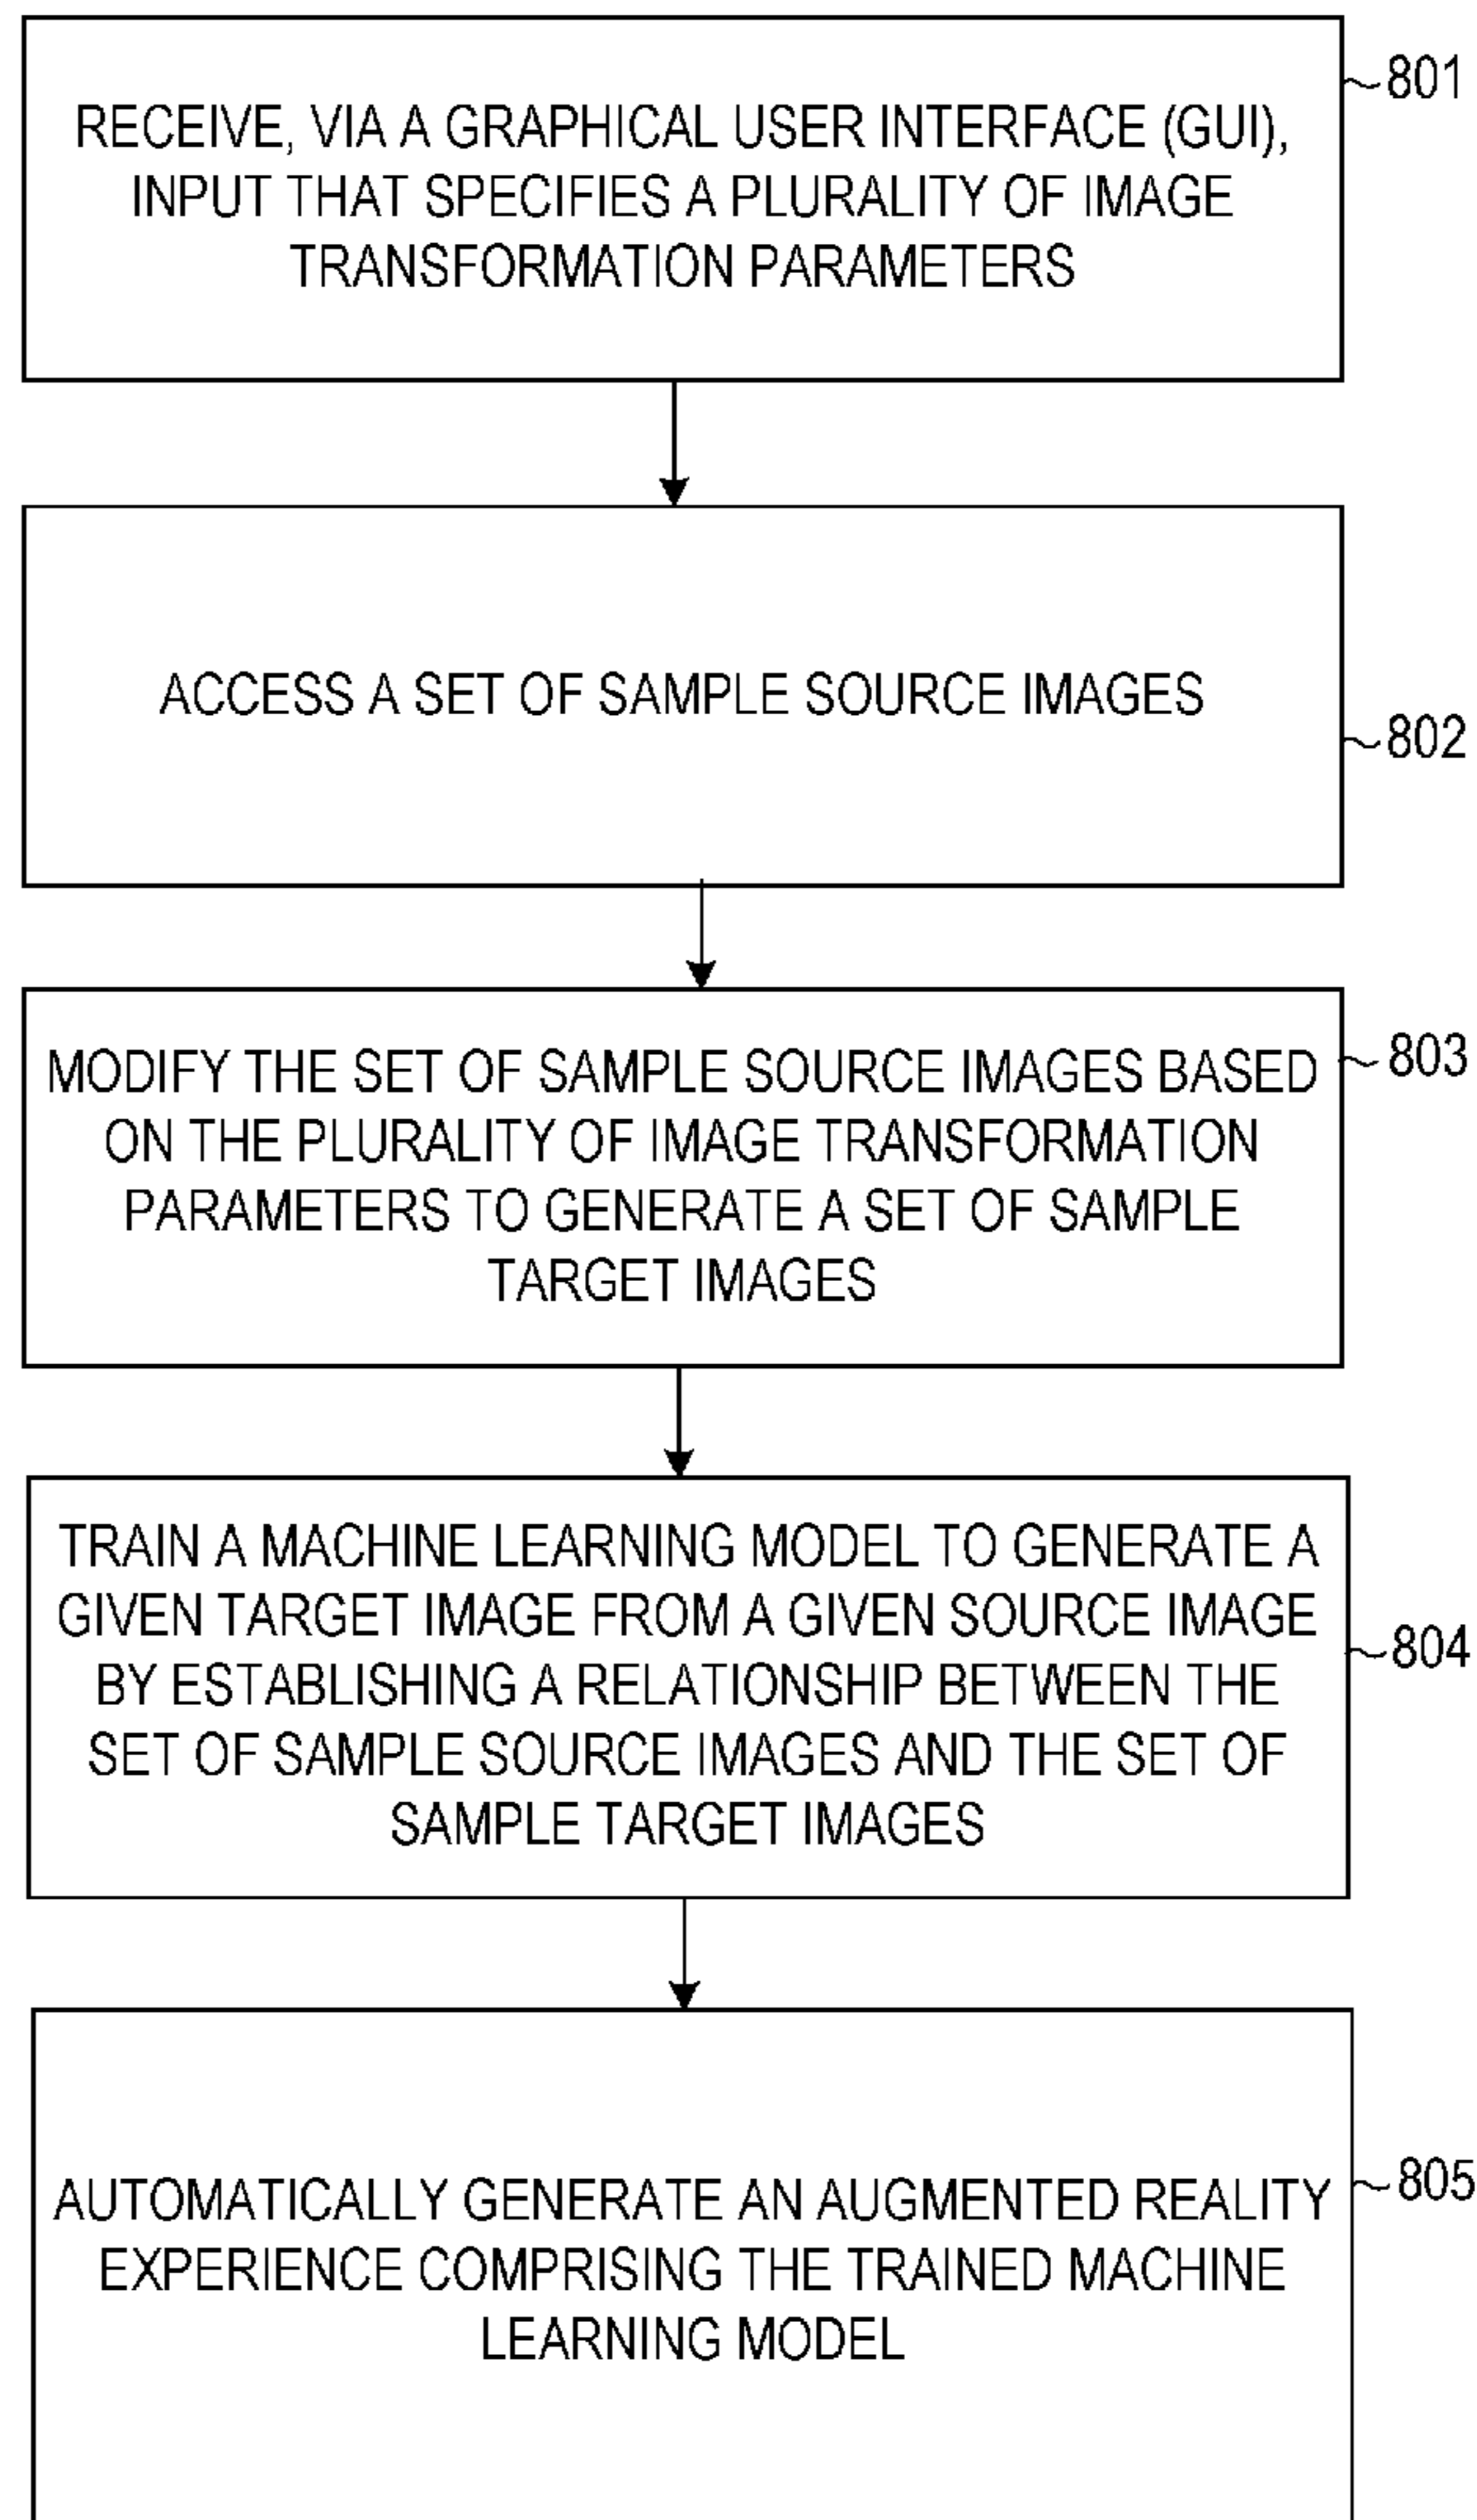 RECEIVE, VIA A GRAPHICAL USER INTERFACE (GUI),
INPUT THAT SPECIFIES A PLURALITY OF IMAGE
TRANSFORMATION PARAMETERS
801
ACCESS A SET OF SAMPLE SOURCE IMAGES
802
MODIFY THE SET OF SAMPLE SOURCE IMAGES BASED
ON THE PLURALITY OF IMAGE TRANSFORMATION
PARAMETERS TO GENERATE A SET OF SAMPLE
TARGET IMAGES
803
TRAIN A MACHINE LEARNING MODEL TO GENERATE A
GIVEN TARGET IMAGE FROM A GIVEN SOURCE IMAGE
BY ESTABLISHING A RELATIONSHIP BETWEEN THE
SET OF SAMPLE SOURCE IMAGES AND THE SET OF
SAMPLE TARGET IMAGES
804
AUTOMATICALLY GENERATE AN AUGMENTED REALITY
EXPERIENCE COMPRISING THE TRAINED MACHINE
LEARNING MODEL
805